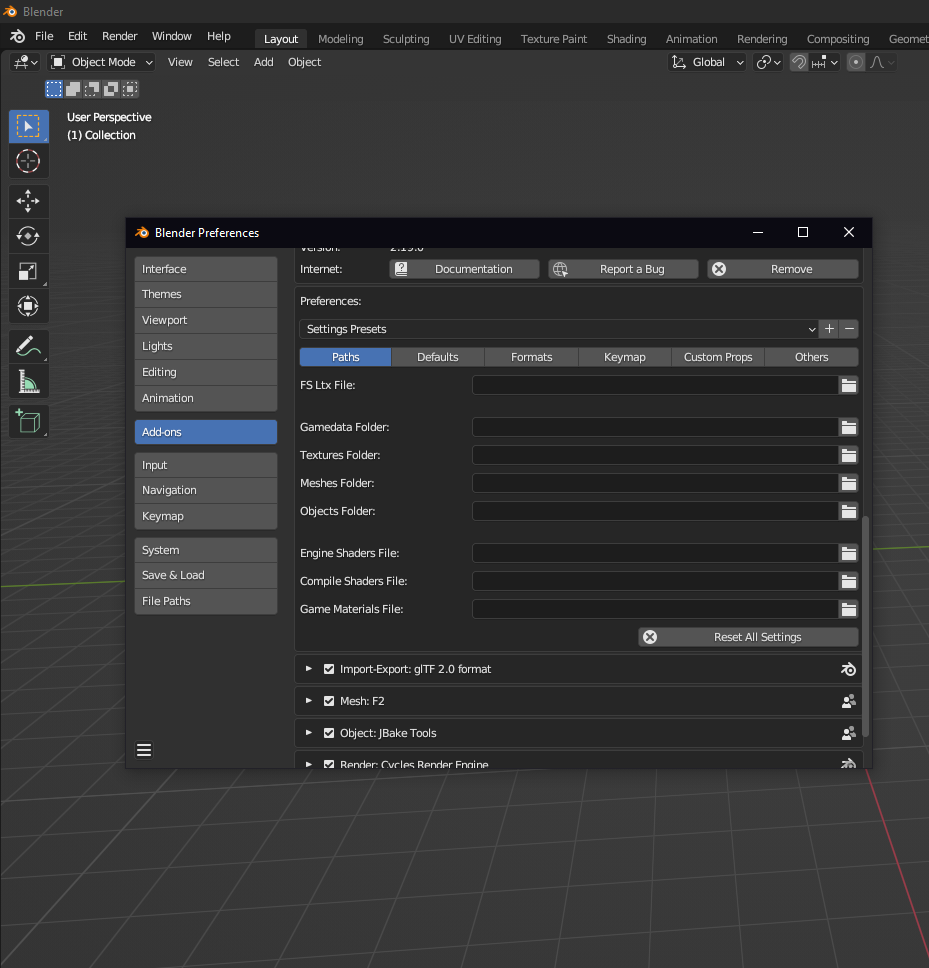 Blender
File Edit Render Window Help Layout Modeling Sculpting UV Editing Texture Paint Shading Animation Rendering Compositing Geomet
Object Mode View Select Add Object Global
User Perspective
(1) Collection
Blender Preferences
Version: 2.19.0
Interface
Themes
Viewport
Lights
Editing
Animation
Add-ons
Input
Navigation
Keymap
System
Save & Load
File Paths
Internet: Documentation Report a Bug Remove
Preferences:
Settings Presets
Paths Defaults Formats Keymap Custom Props Others
FS Ltx File:
Gamedata Folder:
Textures Folder:
Meshes Folder:
Objects Folder:
Engine Shaders File:
Compile Shaders File:
Game Materials File:
Reset All Settings
Import-Export: glTF 2.0 format
Mesh: F2
Object: JBake Tools
Render: Cycles Render Engine